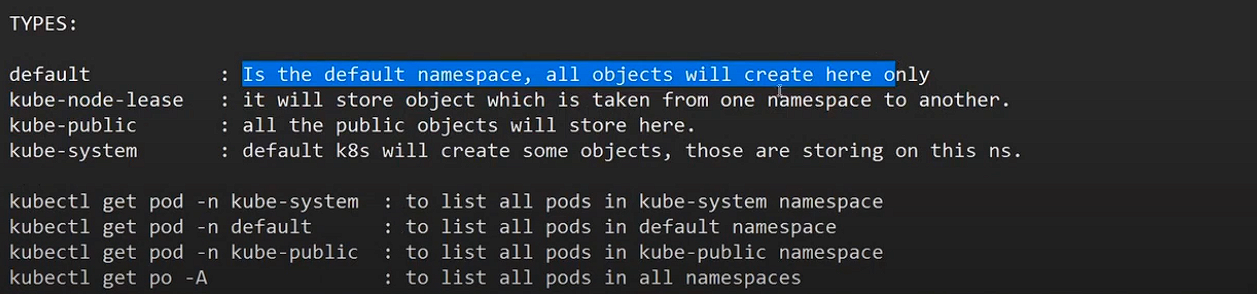 TYPES:
default : Is the default namespace, all objects will create here only
kube-node-lease : it will store object which is taken from one namespace to another.
kube-public : all the public objects will store here.
kube-system : default k8s will create some objects, those are storing on this ns.
kubectl get pod -n kube-system : to list all pods in kube-system namespace
kubectl get pod -n default : to list all pods in default namespace
kubectl get pod -n kube-public : to list all pods in kube-public namespace
kubectl get po -A : to list all pods in all namespaces